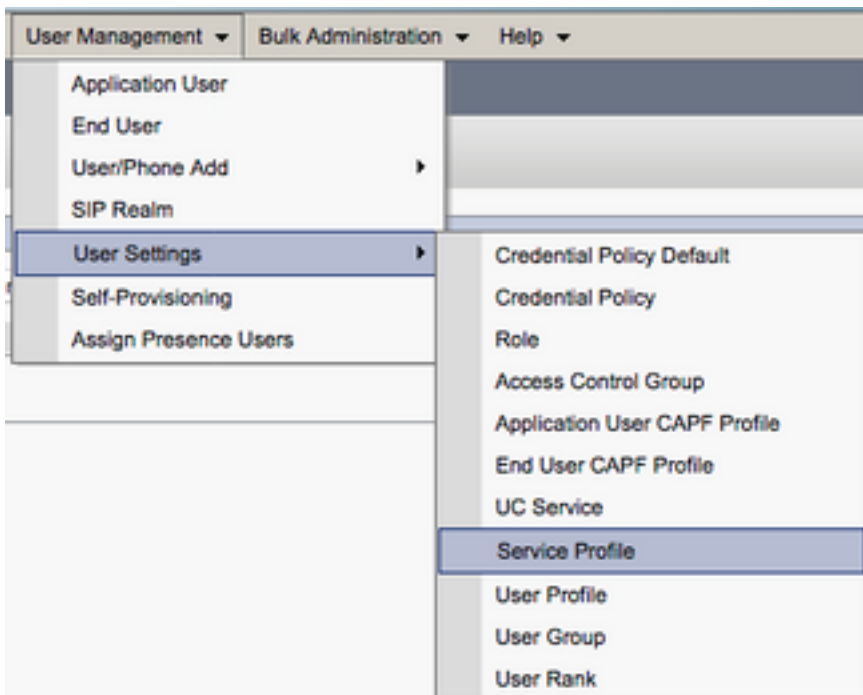 User Management Bulk Administration Help
Application User
End User
User/Phone Add
SIP Realm
User Settings
Self-Provisioning
Assign Presence Users
Credential Policy Default
Credential Policy
Role
Access Control Group
Application User CAPF Profile
End User CAPF Profile
UC Service
Service Profile
User Profile
User Group
User Rank